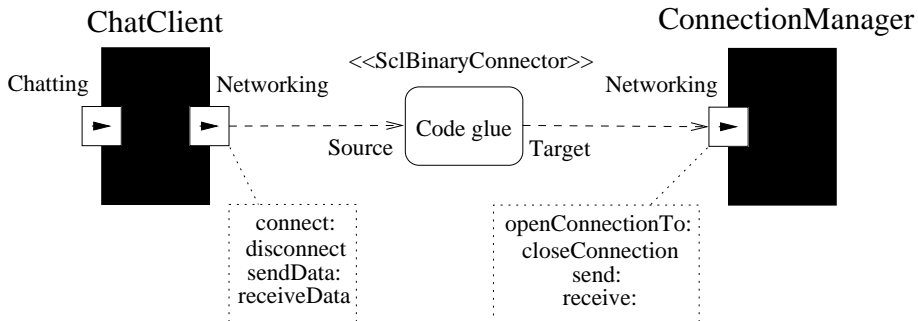 ChatClient
ConnectionManager
<<SclBinaryConnector>>
Chatting
Networking
Networking
Code glue
Source
Target
connect:
disconnect
sendData:
receiveData
openConnectionTo:
closeConnection
send:
receive: